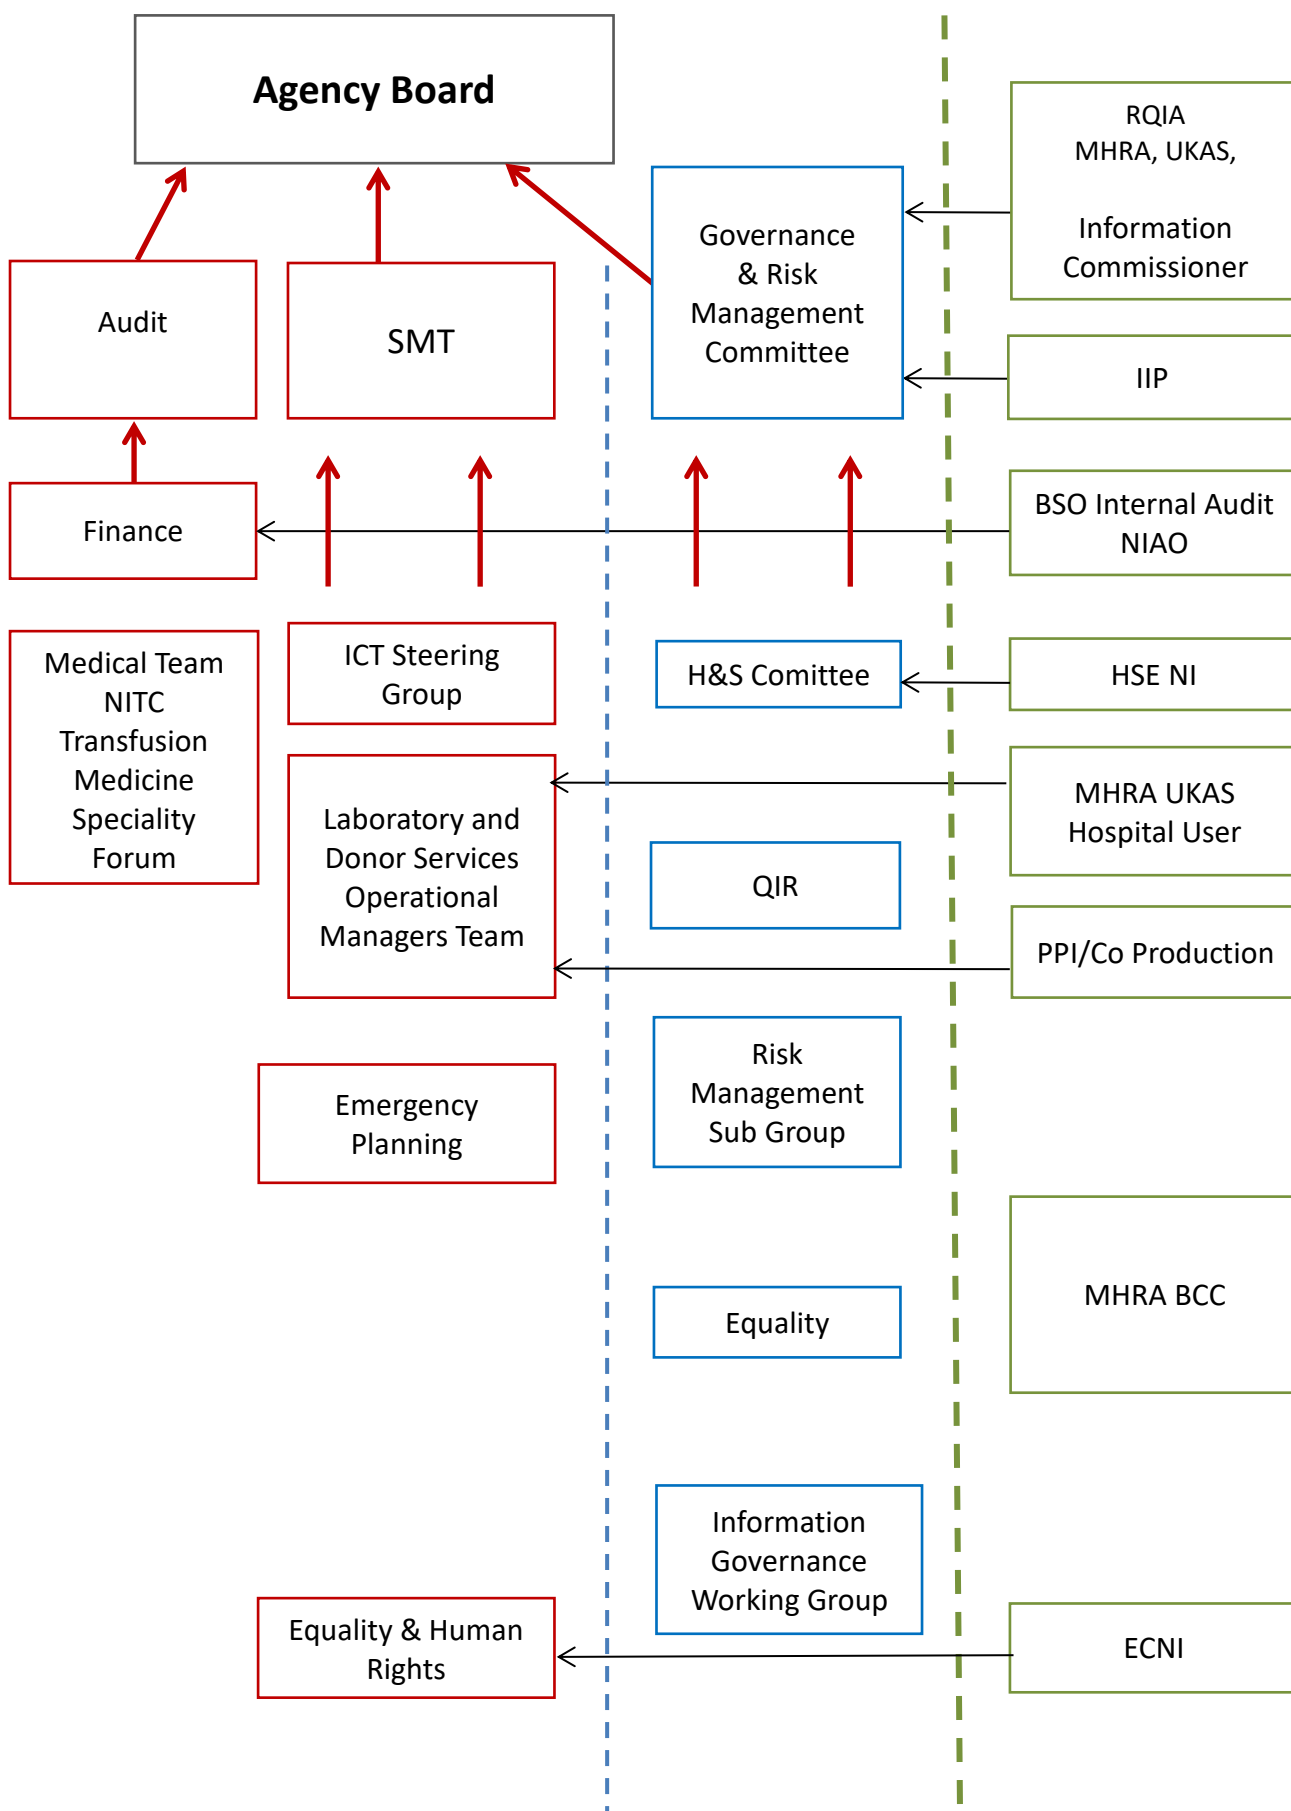 Agency Board
RQIA
MHRA, UKAS,
Information
Commissioner
Governance
& Risk
Management
Committee
Audit
SMT
IIP
Finance
BSO Internal Audit
NIAO
Medical Team
NITC
Transfusion
Medicine
Speciality
Forum
ICT Steering
Group
H&S Comittee
HSE NI
Laboratory and
Donor Services
Operational
Managers Team
MHRA UKAS
Hospital User
QIR
PPI/Co Production
Risk
Management
Sub Group
Emergency
Planning
MHRA BCC
Equality
Information
Governance
Working Group
Equality & Human
Rights
ECNI